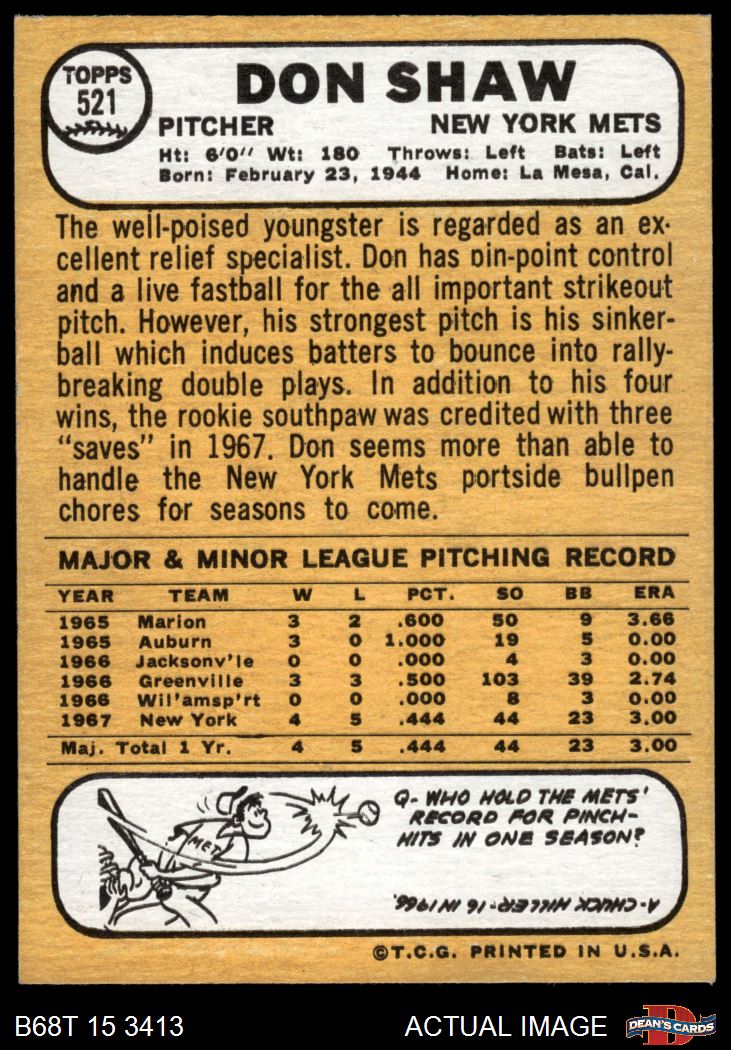 TOPPS
521
DON SHAW
PITCHER NEW YORK METS
Ht: 6'0" Wt: 180 Throws: Left Bats: Left
Born: February 23, 1944 Home: La Mesa, Cal.
The well-poised youngster is regarded as an ex-
cellent relief specialist. Don has pin-point control
and a live fastball for the all important strikeout
pitch. However, his strongest pitch is his sinker-
ball which induces batters to bounce into rally-
breaking double plays. In addition to his four
wins, the rookie southpaw was credited with three
"saves" in 1967. Don seems more than able to
handle the New York Mets portside bullpen
chores for seasons to come.
MAJOR & MINOR LEAGUE PITCHING RECORD
YEAR TEAM W L PCT. SO BB ERA
1965 Marion 3 2 .600 50 9 3.66
1965 Auburn 3 0 1.000 19 5 0.00
1966 Jacksonv'le 0 0 .000 4 3 0.00
1966 Greenville 3 3 .500 103 39 2.74
1966 Wil'amsp'rt 0 0 .000 8 3 0.00
1967 New York 4 5 .444 44 23 3.00
Maj. Total 1 Yr. 4 5 .444 44 23 3.00
METS
Q- WHO HOLD THE METS'
RECORD FOR PINCH-
HITS IN ONE SEASON?
A-CHUCK HILLER-16 IN 1966.
©T.C.G. PRINTED IN U.S.A.
B68T 15 3413 ACTUAL IMAGE
D
DEAN'S CARDS